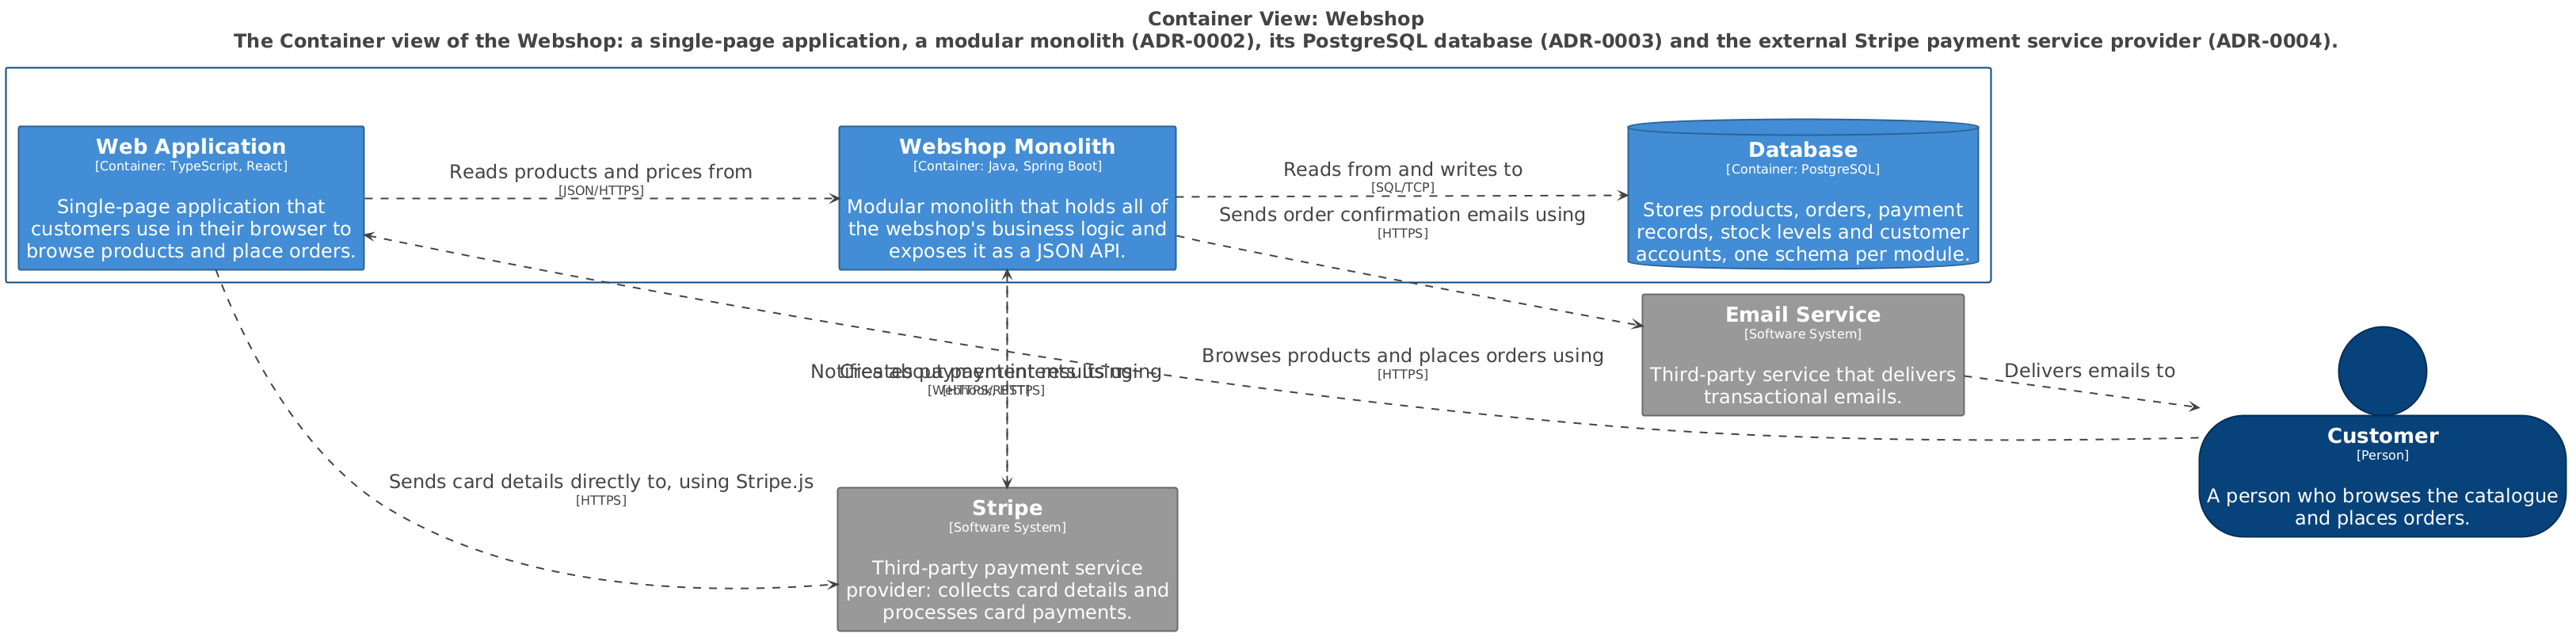 Container View: Webshop
The Container view of the Webshop: a single-page application, a modular monolith (ADR-0002), its PostgreSQL database (ADR-0003) and the external Stripe payment service provider (ADR-0004).
Web Application
[Container: TypeScript, React]
Single-page application that
customers use in their browser to
browse products and place orders.
Reads products and prices from
[JSON/HTTPS]
Webshop Monolith
[Container: Java, Spring Boot]
Modular monolith that holds all of
the webshop's business logic and
exposes it as a JSON API.
Reads from and writes to
[SQL/TCP]
Sends order confirmation emails using
[HTTPS]
Database
[Container: PostgreSQL]
Stores products, orders, payment
records, stock levels and customer
accounts, one schema per module.
Email Service
[Software System]
Third-party service that delivers
transactional emails.
Browses products and places orders using
[HTTPS]
Delivers emails to
Customer
[Person]
A person who browses the catalogue
and places orders.
Sends card details directly to, using Stripe.js
[HTTPS]
Stripe
[Software System]
Third-party payment service
provider: collects card details and
processes card payments.